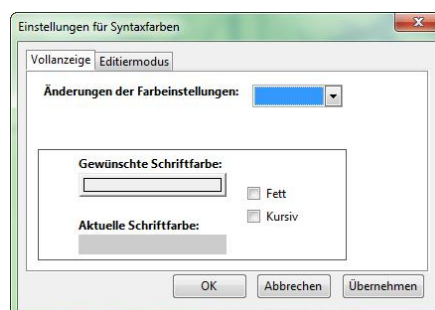 Einstellungen für Syntaxfarben
Vollanzeige Editiermodus
Änderungen der Farbeinstellungen:
Gewünschte Schriftfarbe:
Fett
Kursiv
Aktuelle Schriftfarbe:
OK Abbrechen Übernehmen